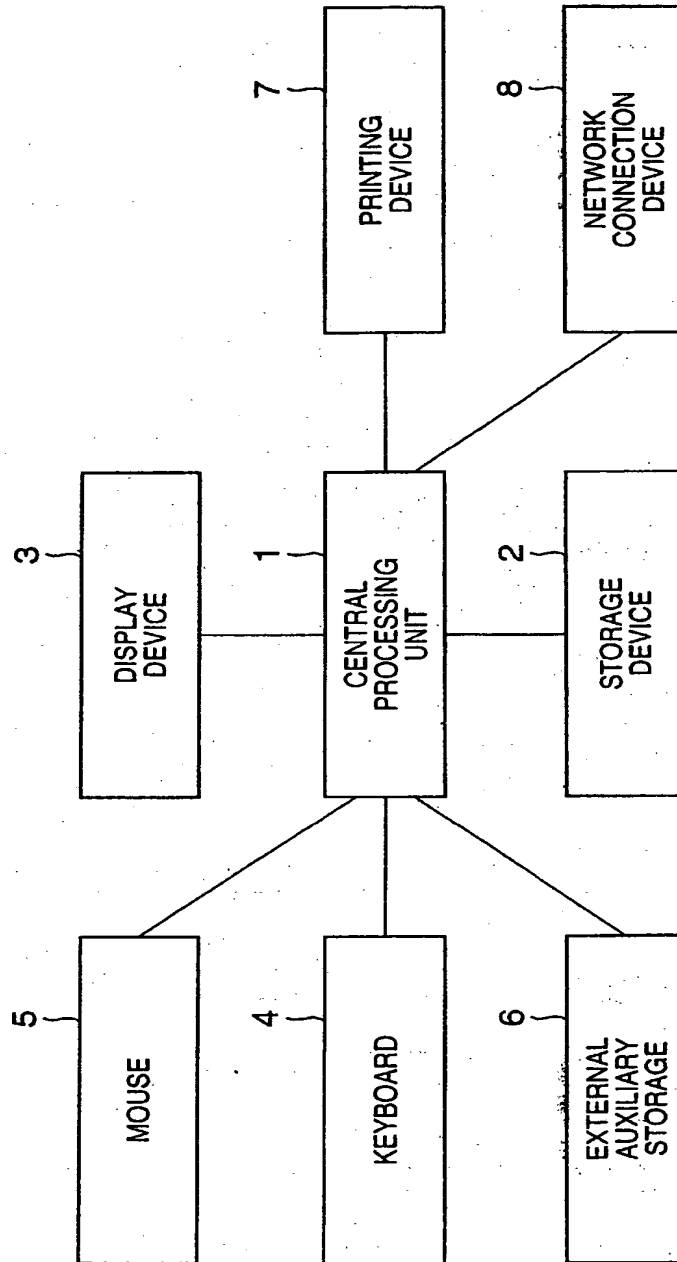 5
MOUSE
3
DISPLAY
DEVICE
4
KEYBOARD
1
CENTRAL
PROCESSING
UNIT
7
PRINTING
DEVICE
6
EXTERNAL
AUXILIARY
STORAGE
2
STORAGE
DEVICE
8
NETWORK
CONNECTION
DEVICE